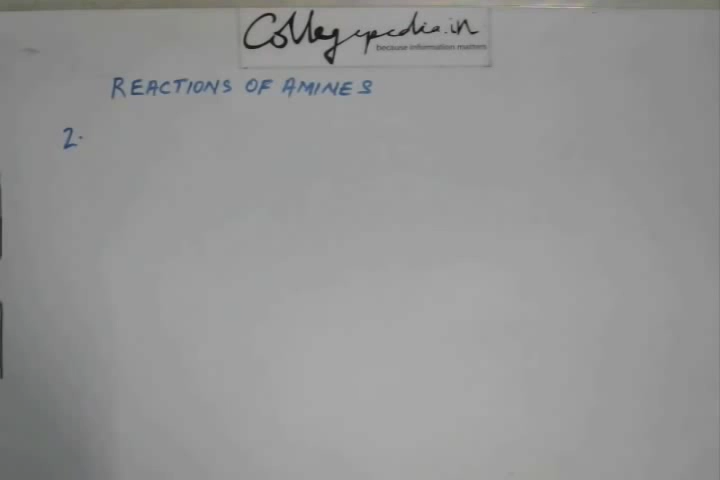 Collegepedia.in
because information matters
REACTIONS OF AMINES
2.